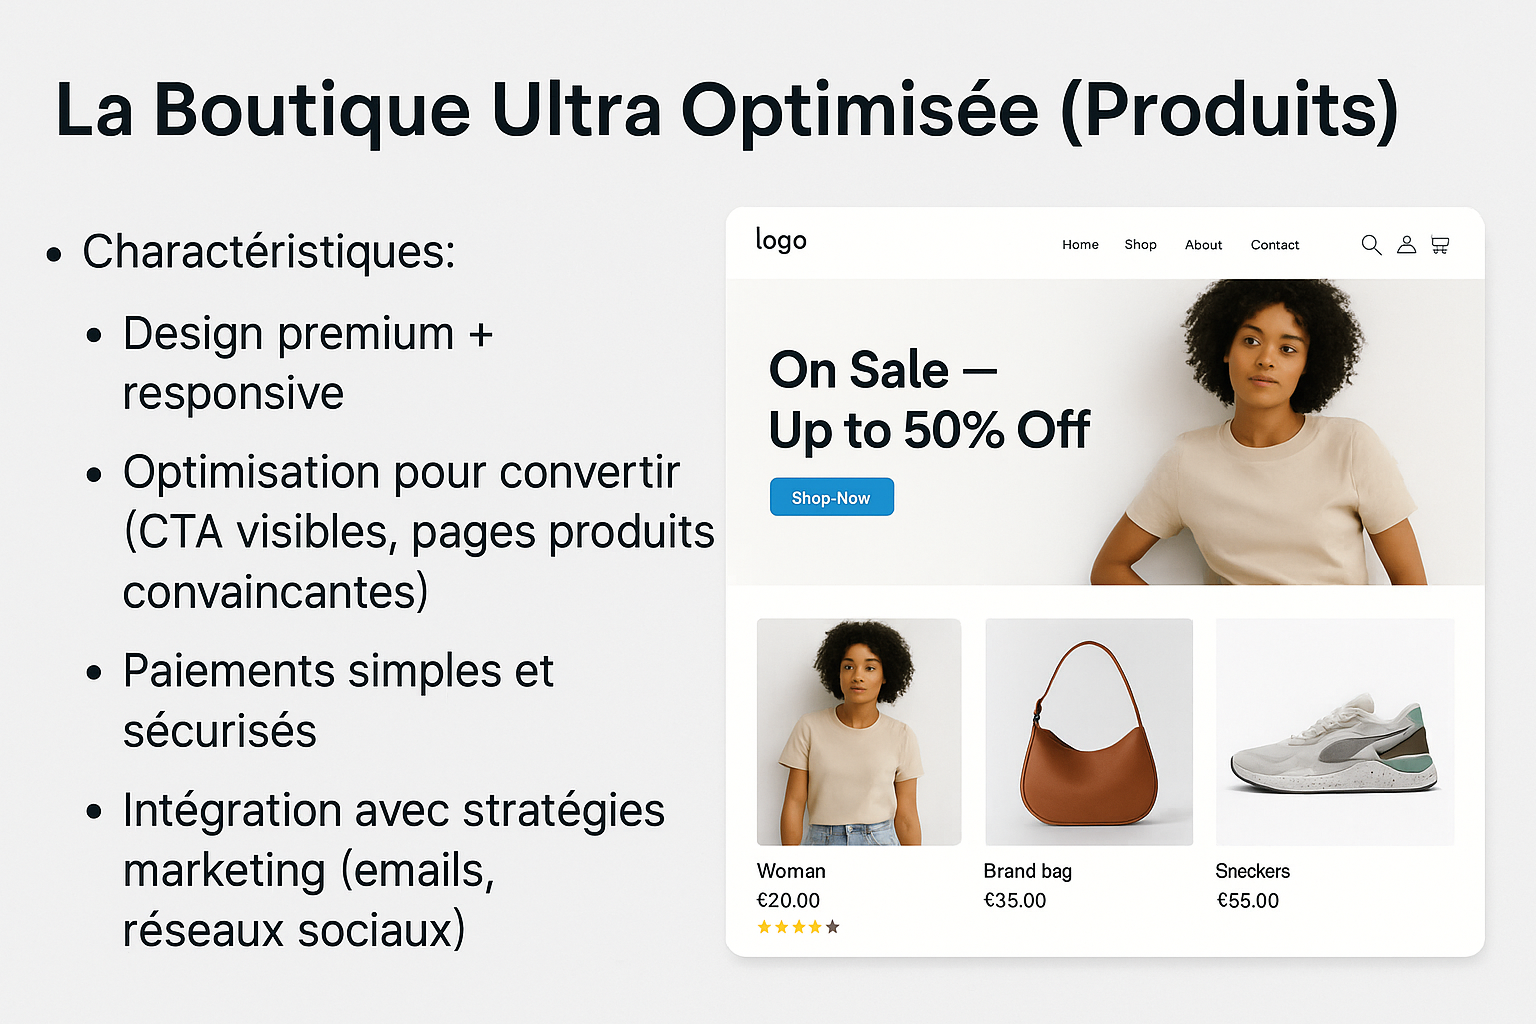 La Boutique Ultra Optimisée (Produits)
• Charactéristiques:
• Design premium +
responsive
• Optimisation pour convertir
(CTA visibles, pages produits
convaincantes)
• Paiements simples et
sécurisés
• Intégration avec stratégies
marketing (emails,
réseaux sociaux)
logo
Home Shop About Contact
On Sale —
Up to 50% Off
Shop-Now
Woman
€20.00
Brand bag
€35.00
Sneckers
€55.00